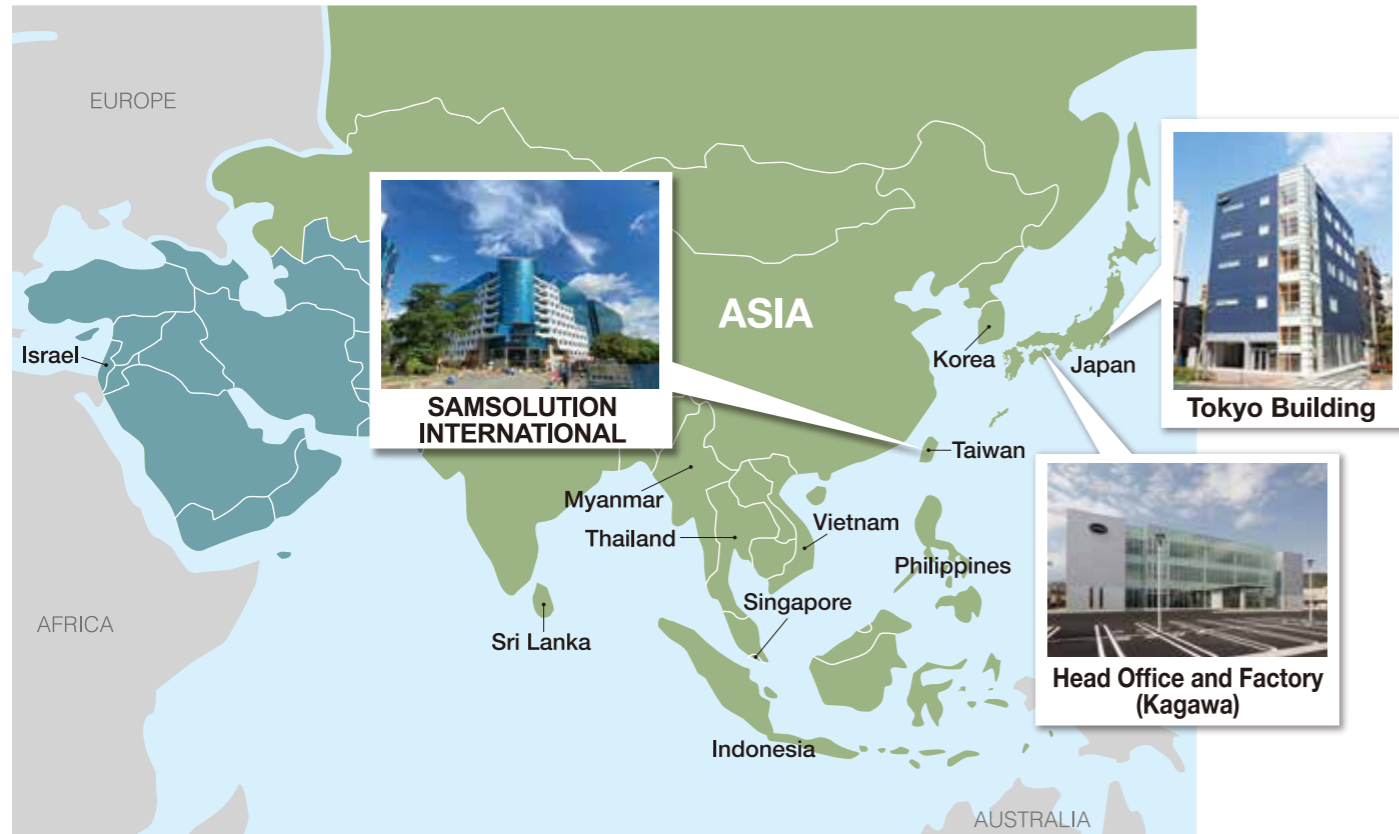 EUROPE
ASIA
Israel
SAMSOLUTION
INTERNATIONAL
Korea
Japan
Tokyo Building
Taiwan
Myanmar
Thailand
Vietnam
Philippines
Singapore
Sri Lanka
AFRICA
Head Office and Factory
(Kagawa)
Indonesia
AUSTRALIA